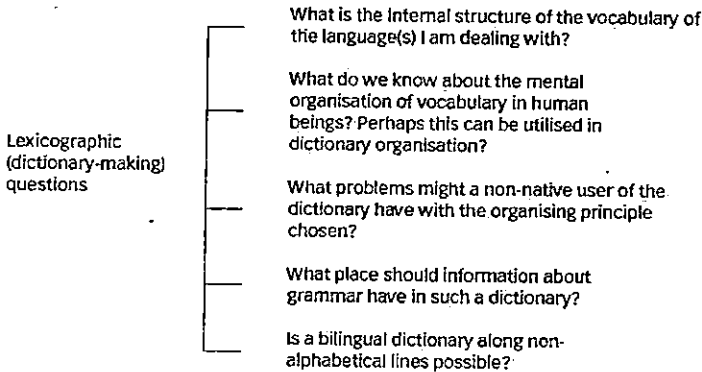 What is the internal structure of the vocabulary of
the language(s) I am dealing with?
What do we know about the mental
organisation of vocabulary in human
beings? Perhaps this can be utilised in
dictionary organisation?
Lexicographic
(dictionary-making)
questions
What problems might a non-native user of the
dictionary have with the organising principle
chosen?
What place should information about
grammar have in such a dictionary?
Is a bilingual dictionary along non-
alphabetical lines possible?